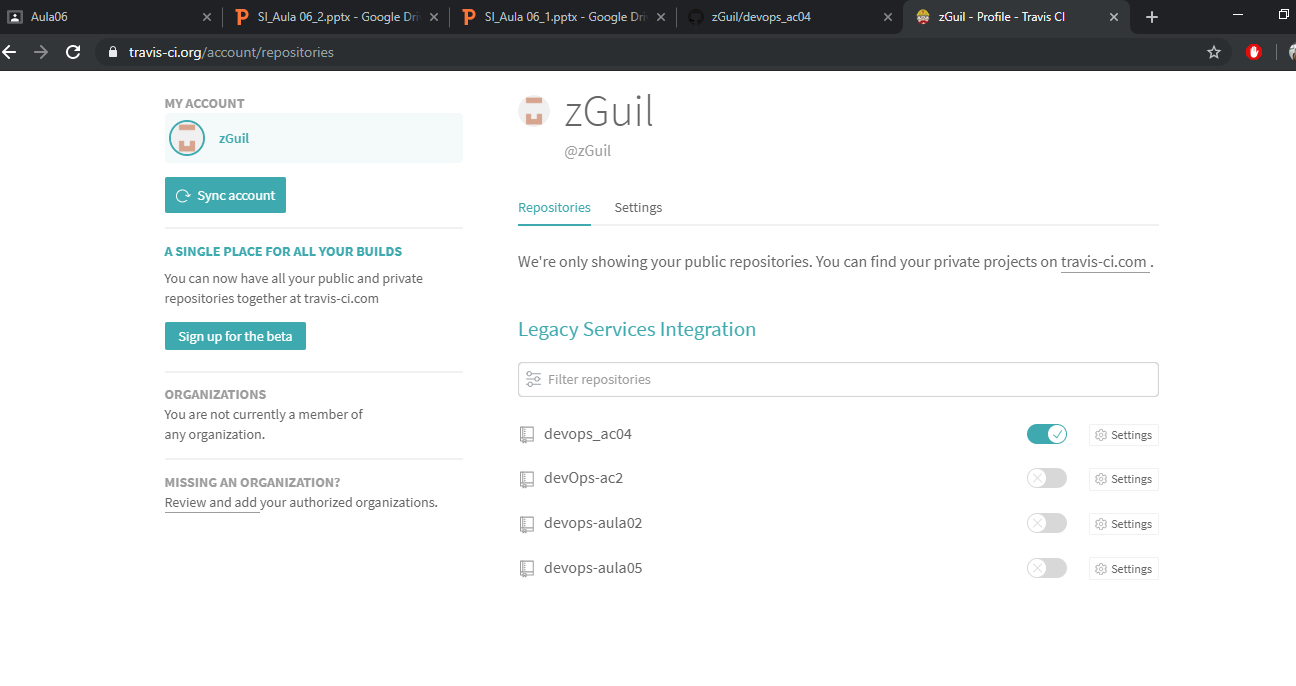 Aula06
SI_Aula 06_2.pptx - Google Dri
SI_Aula 06_1.pptx - Google Dri
zGuil/devops_ac04
zGuil - Profile - Travis CI
travis-ci.org/account/repositories
MY ACCOUNT
zGuil
Sync account
A SINGLE PLACE FOR ALL YOUR BUILDS
You can now have all your public and private
repositories together at travis-ci.com
Sign up for the beta
ORGANIZATIONS
You are not currently a member of
any organization.
MISSING AN ORGANIZATION?
Review and add your authorized organizations.
zGuil
@zGuil
Repositories Settings
We're only showing your public repositories. You can find your private projects on travis-ci.com .
Legacy Services Integration
Filter repositories
devops_ac04 Settings
devOps-ac2 Settings
devops-aula02 Settings
devops-aula05 Settings